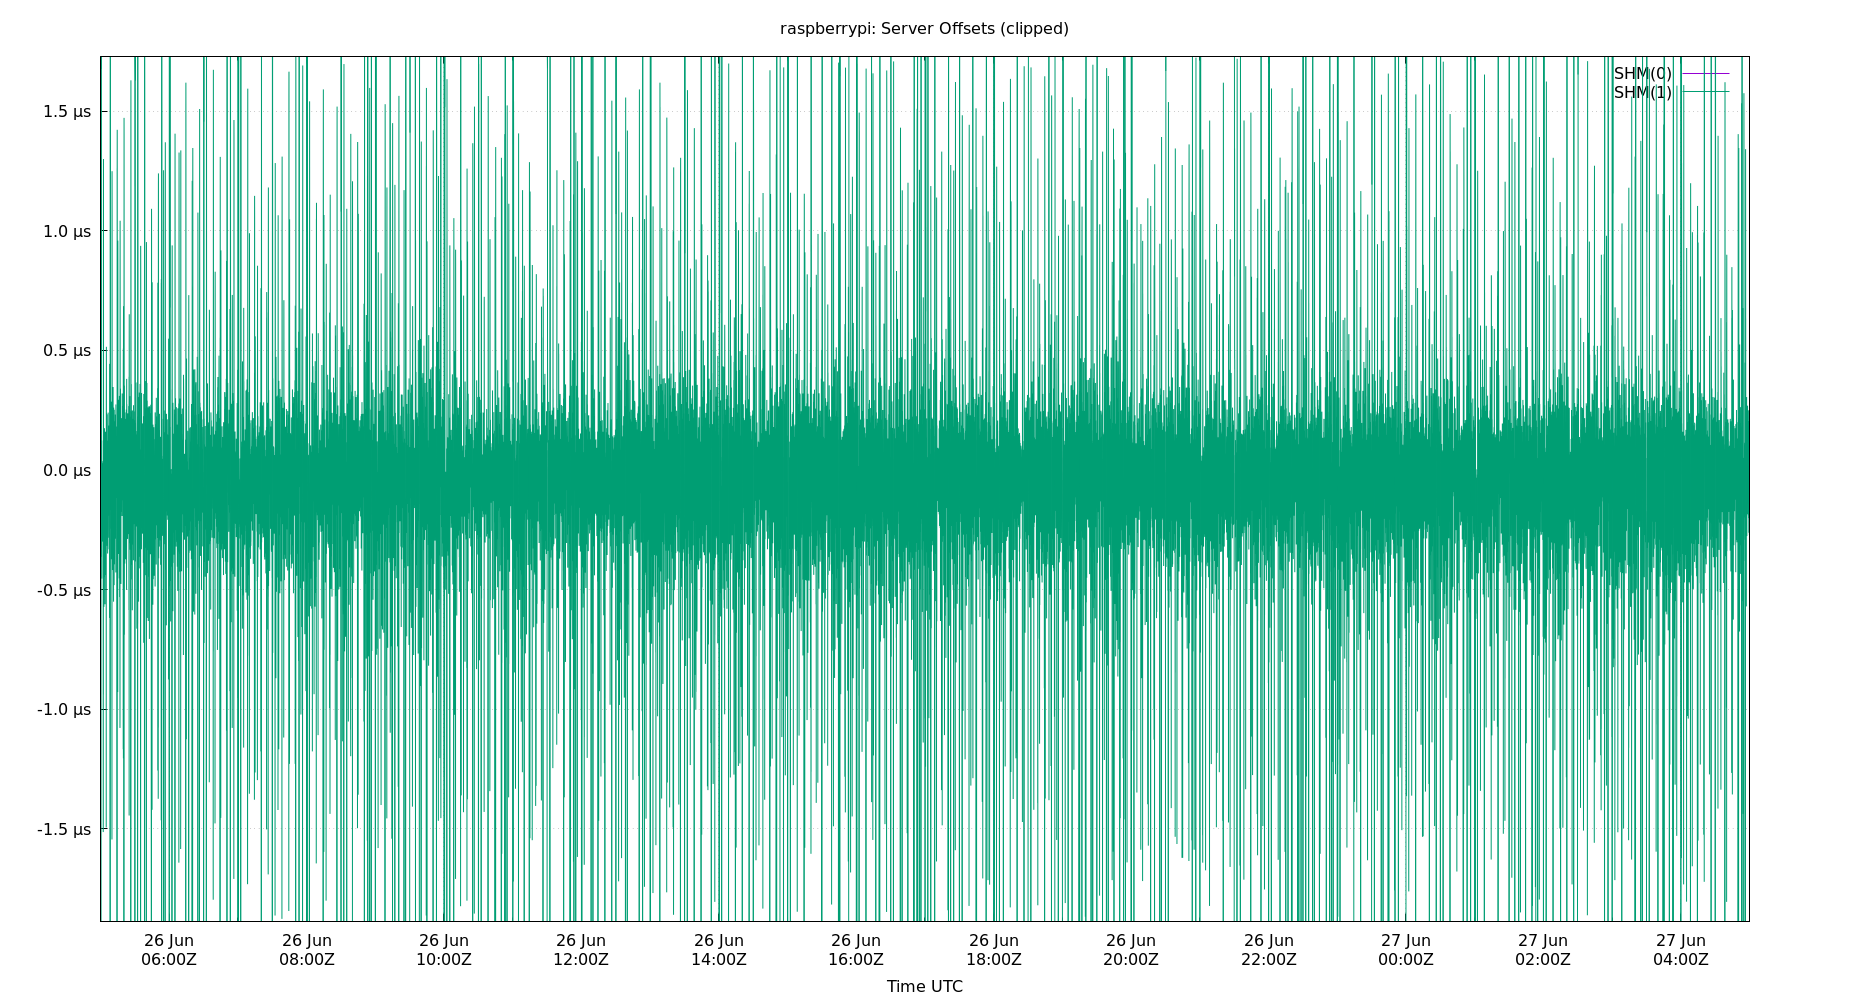 raspberrypi: Server Offsets (clipped)
SHM(0)
SHM(1)
1.5 µs
1.0 µs
0.5 µs
0.0 µs
-0.5 µs
-1.0 µs
-1.5 µs
26 Jun 26 Jun 26 Jun 26 Jun 26 Jun 26 Jun 26 Jun 26 Jun 26 Jun 27 Jun 27 Jun 27 Jun
06:00Z 08:00Z 10:00Z 12:00Z 14:00Z 16:00Z 18:00Z 20:00Z 22:00Z 00:00Z 02:00Z 04:00Z
Time UTC